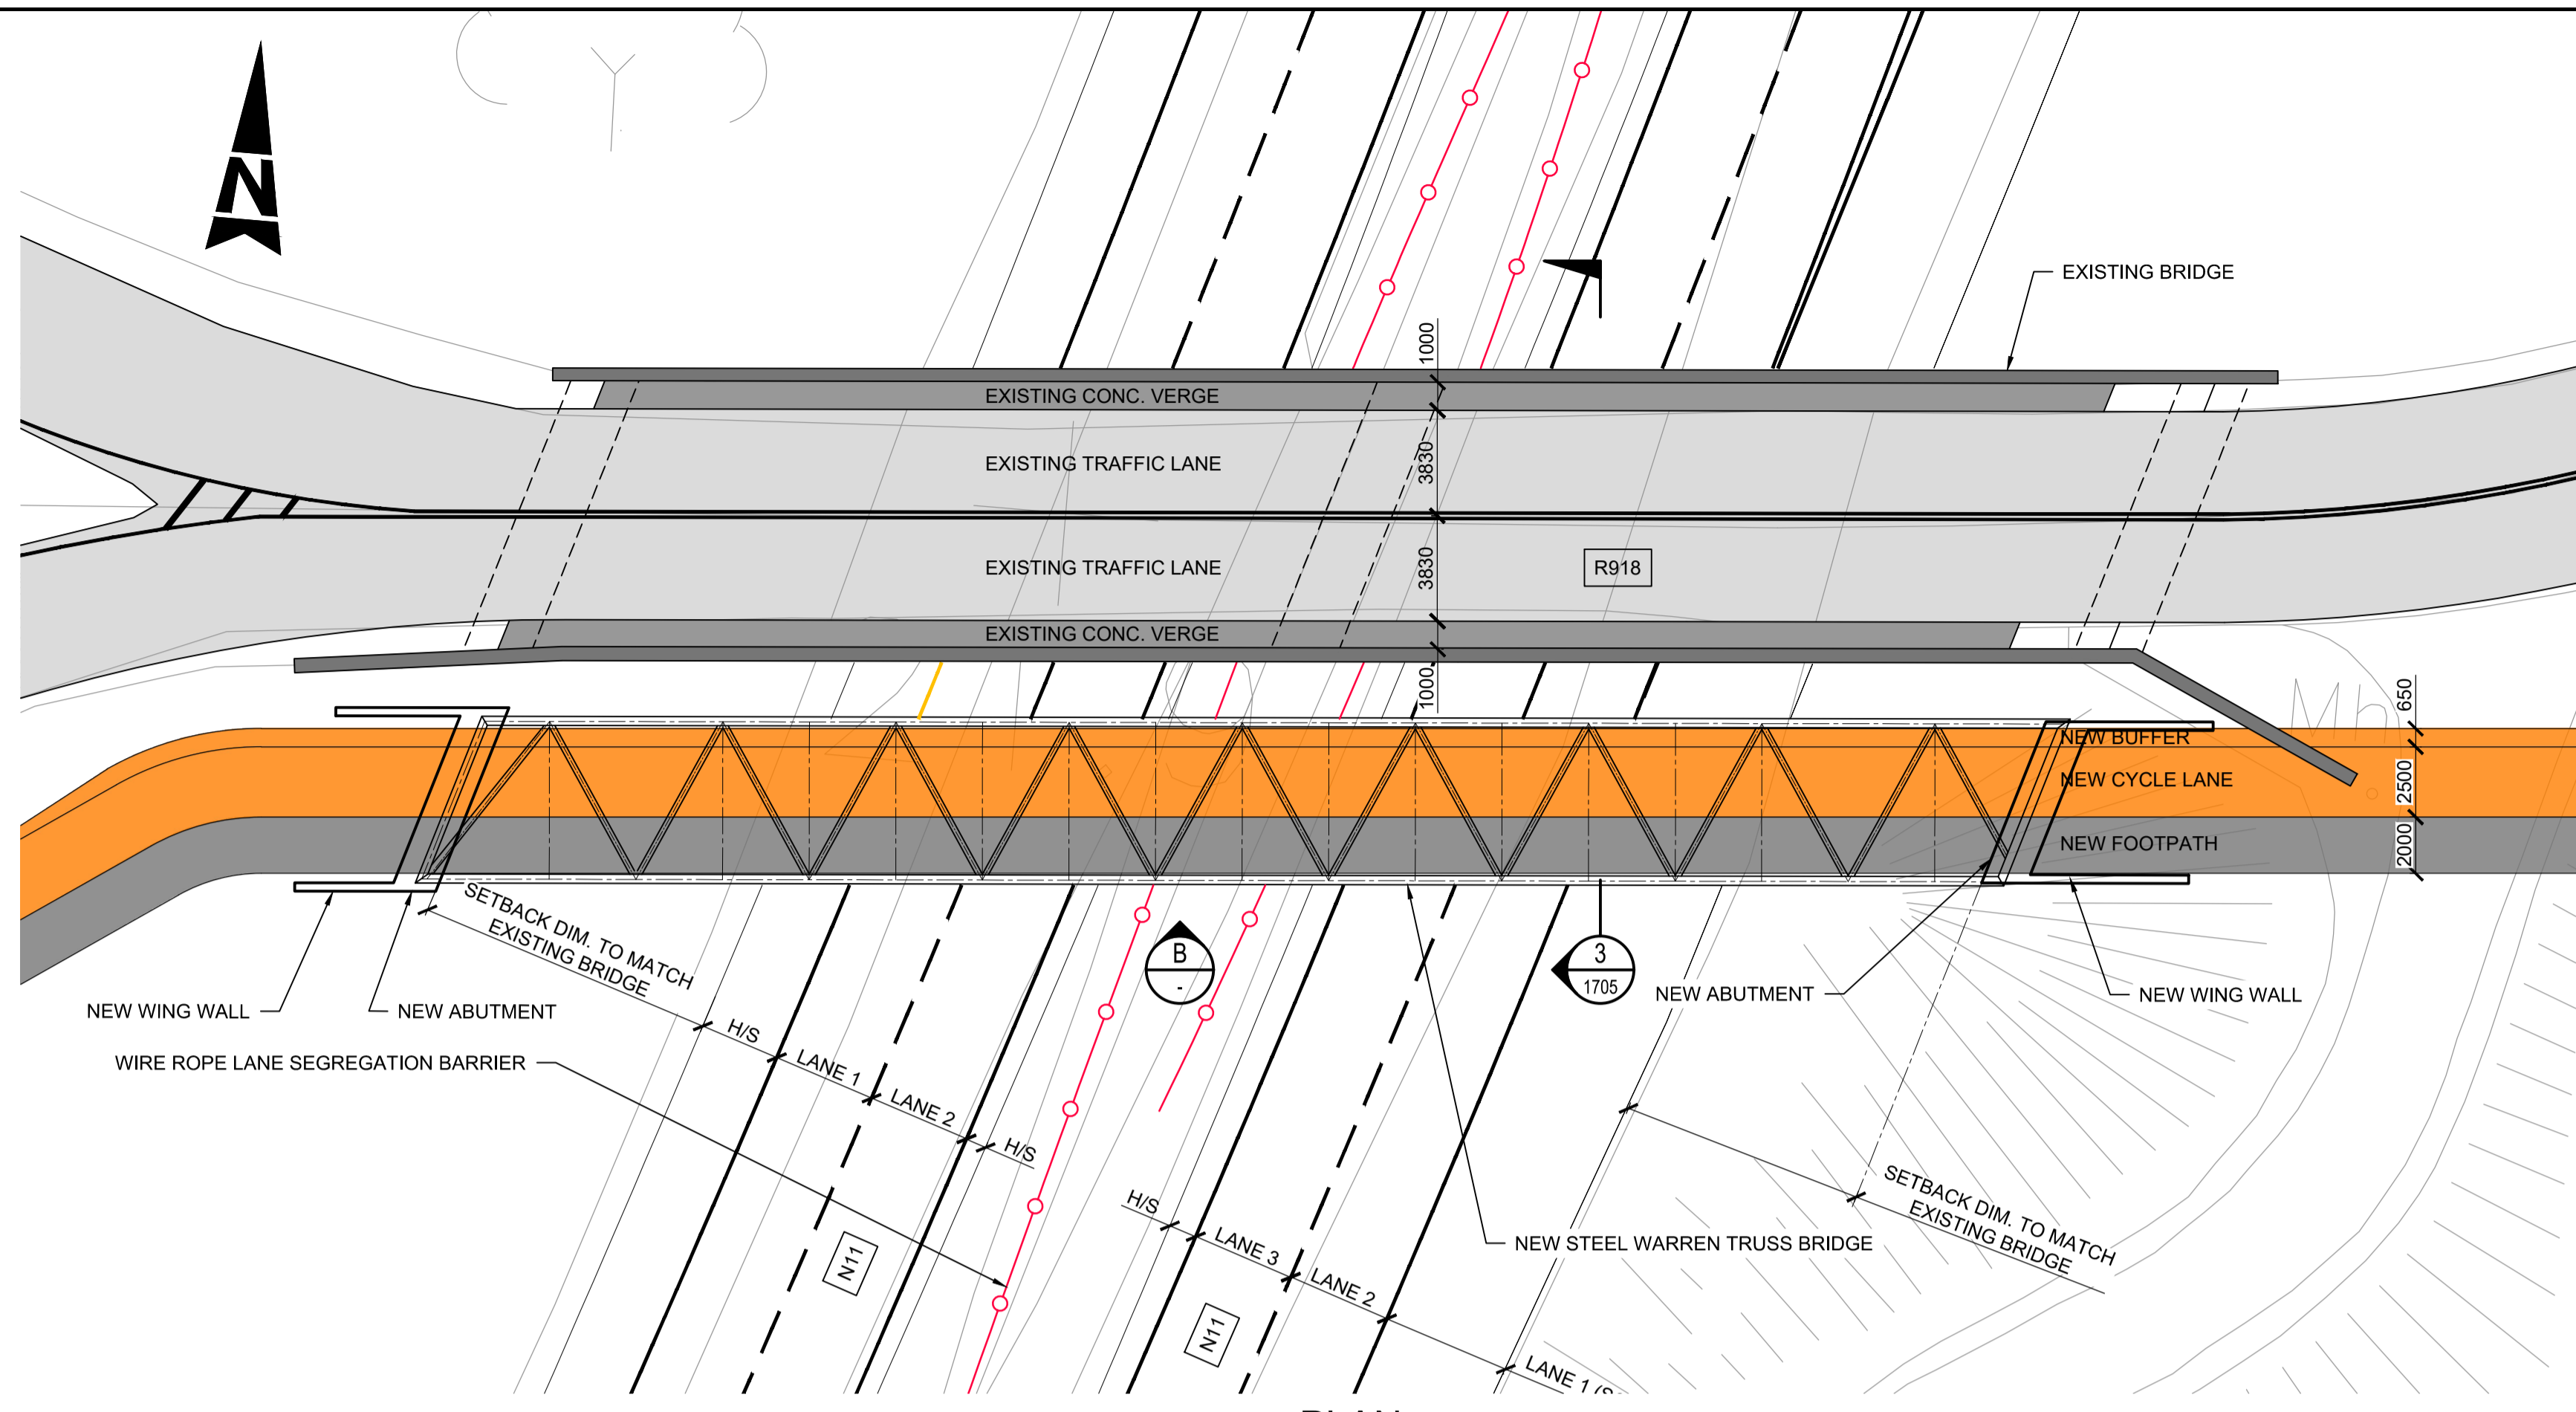 N
EXISTING BRIDGE
1000
EXISTING CONC. VERGE
3830
EXISTING TRAFFIC LANE
EXISTING TRAFFIC LANE
3830
R918
EXISTING CONC. VERGE
1000
650
NEW BUFFER
2500
NEW CYCLE LANE
2000
NEW FOOTPATH
SETBACK DIM. TO MATCH
EXISTING BRIDGE
NEW WING WALL
NEW ABUTMENT
B
-
3
1705
NEW ABUTMENT
NEW WING WALL
WIRE ROPE LANE SEGREGATION BARRIER
H/S
LANE 1
LANE 2
H/S
H/S
LANE 3
LANE 2
LANE 1
N11
N11
NEW STEEL WARREN TRUSS BRIDGE
SETBACK DIM. TO MATCH
EXISTING BRIDGE
Mh